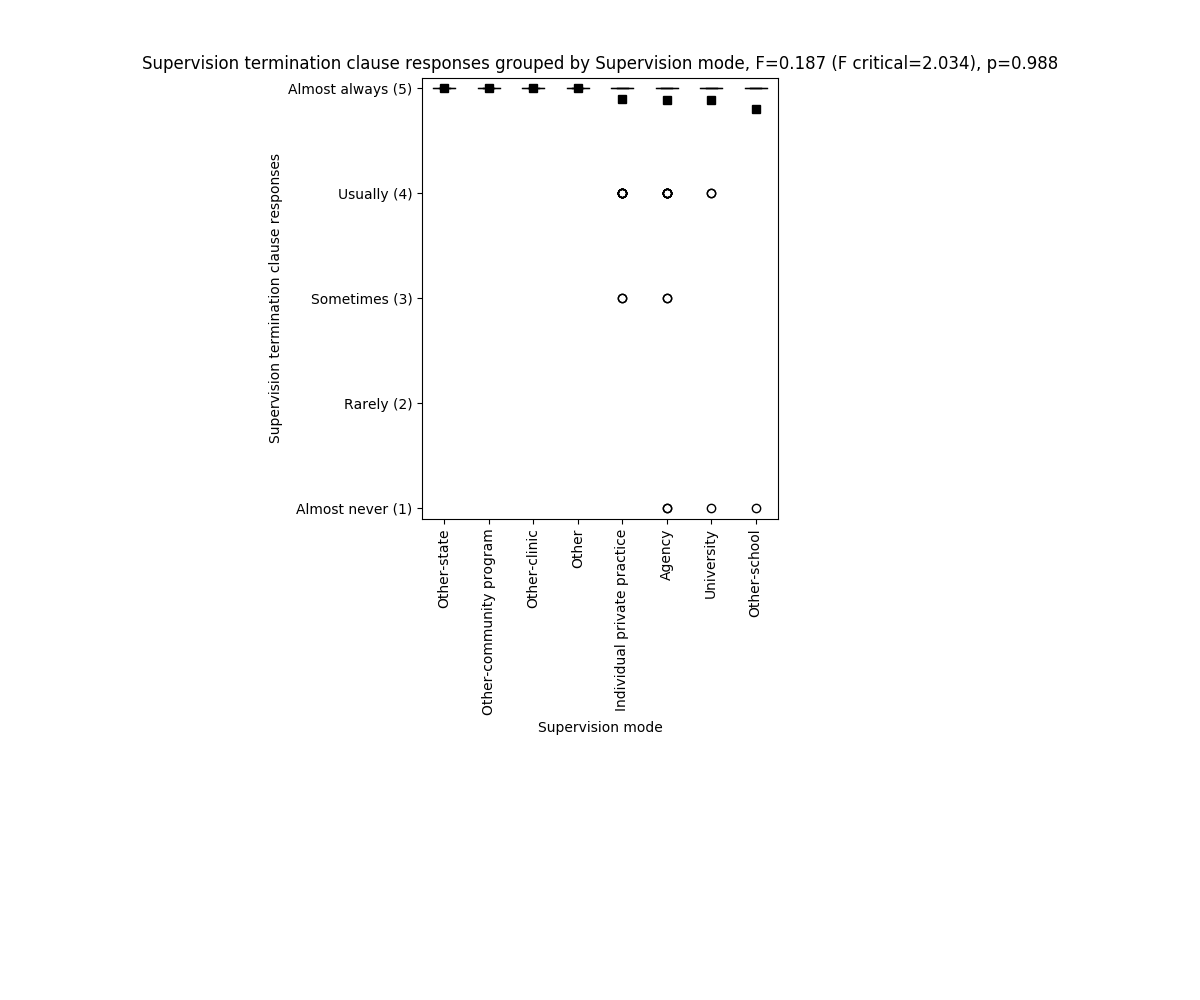 Supervision termination clause responses grouped by Supervision mode, F=0.187 (F critical=2.034), p=0.988
Supervision termination clause responses
Almost always (5)
Usually (4)
Sometimes (3)
Rarely (2)
Almost never (1)
Other-state
Other-community program
Other-clinic
Other
Individual private practice
Agency
University
Other-school
Supervision mode